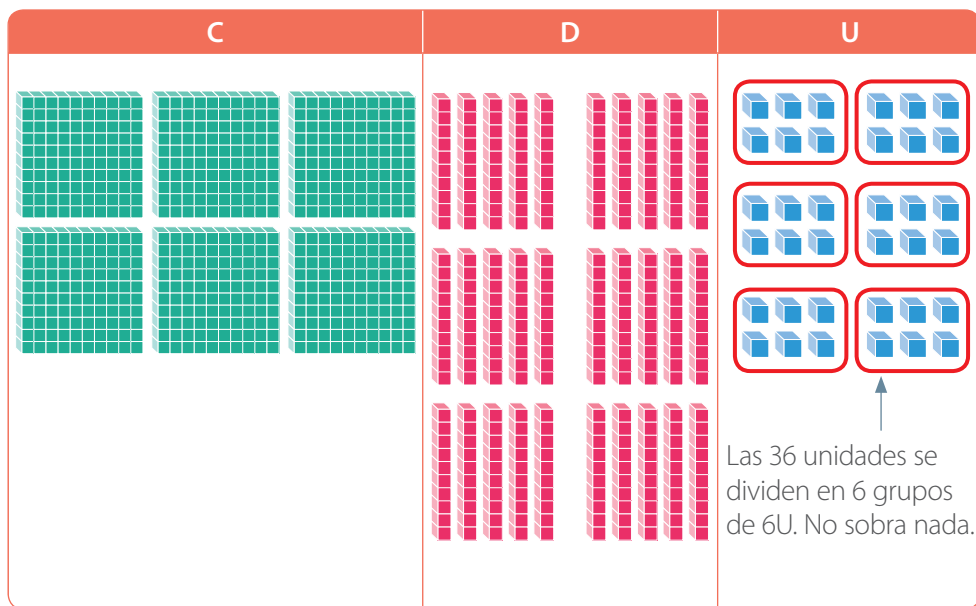 C
D
U
Las 36 unidades se
dividen en 6 grupos
de 6U. No sobra nada.